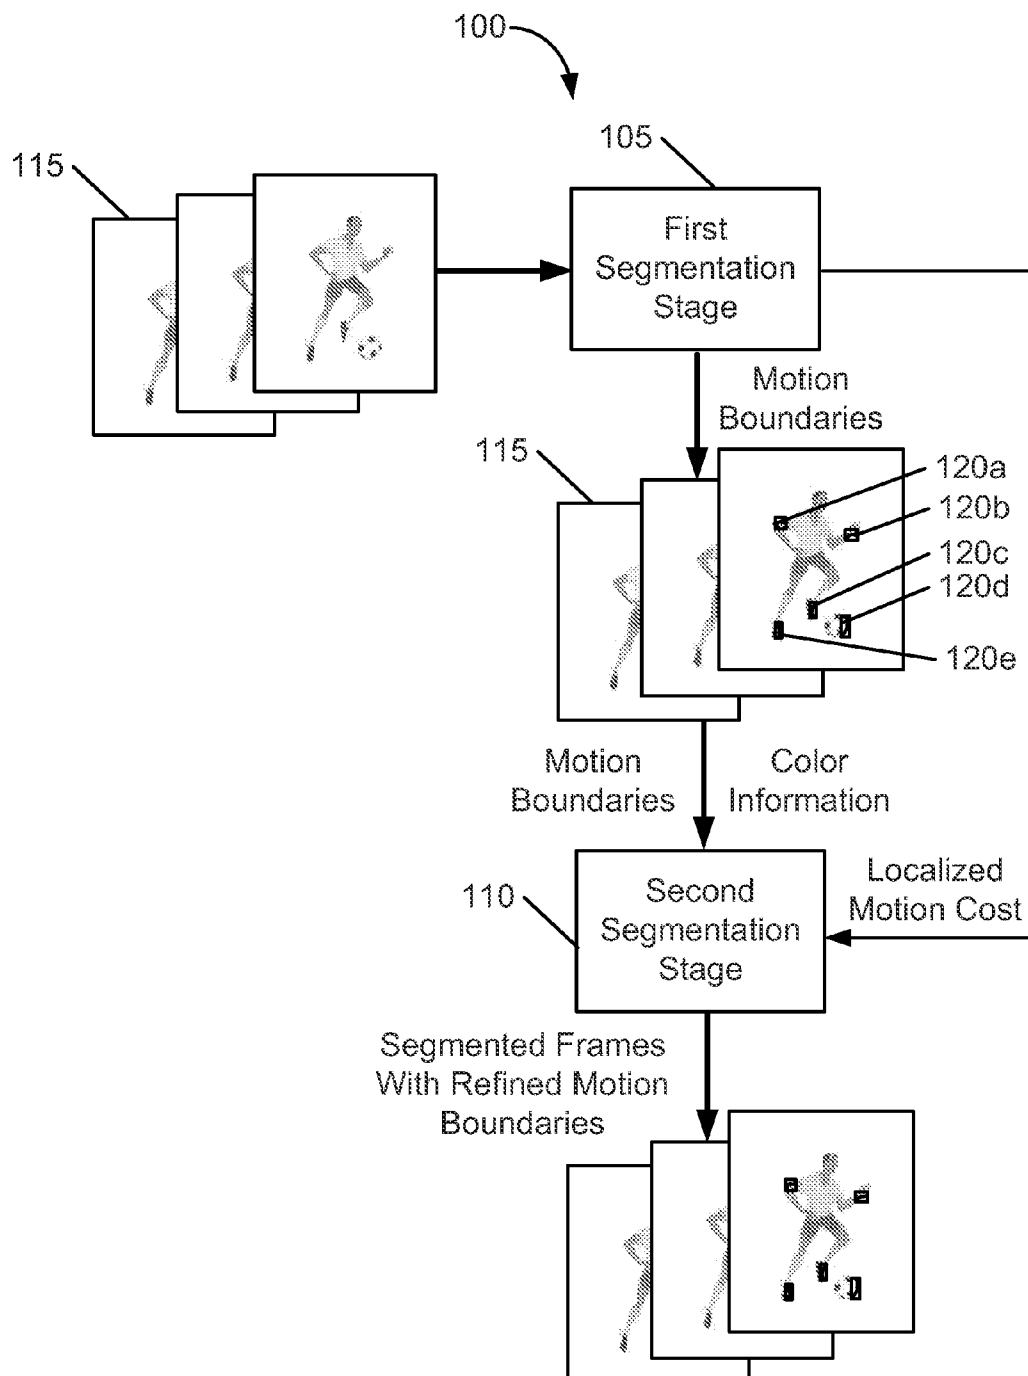 100
105
115
First
Segmentation
Stage
Motion
Boundaries
115
120a
120b
120c
120d
120e
Motion
Boundaries
Color
Information
110
Second
Segmentation
Stage
Localized
Motion Cost
Segmented Frames
With Refined Motion
Boundaries